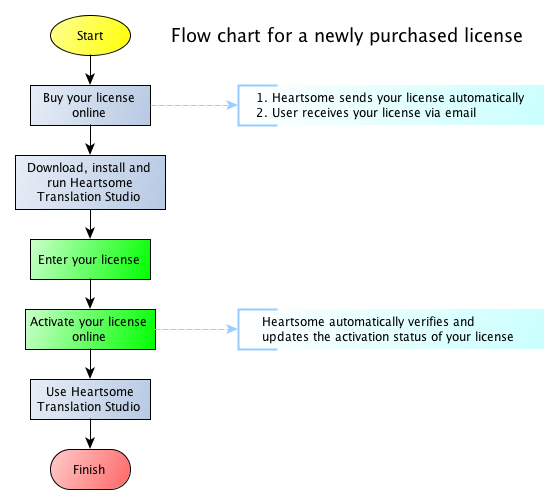 Start
Flow chart for a newly purchased license
Buy your license
online
1. Heartsome sends your license automatically
2. User receives your license via email
Download, install and
run Heartsome
Translation Studio
Enter your license
Activate your license
online
Heartsome automatically verifies and
updates the activation status of your license
Use Heartsome
Translation Studio
Finish